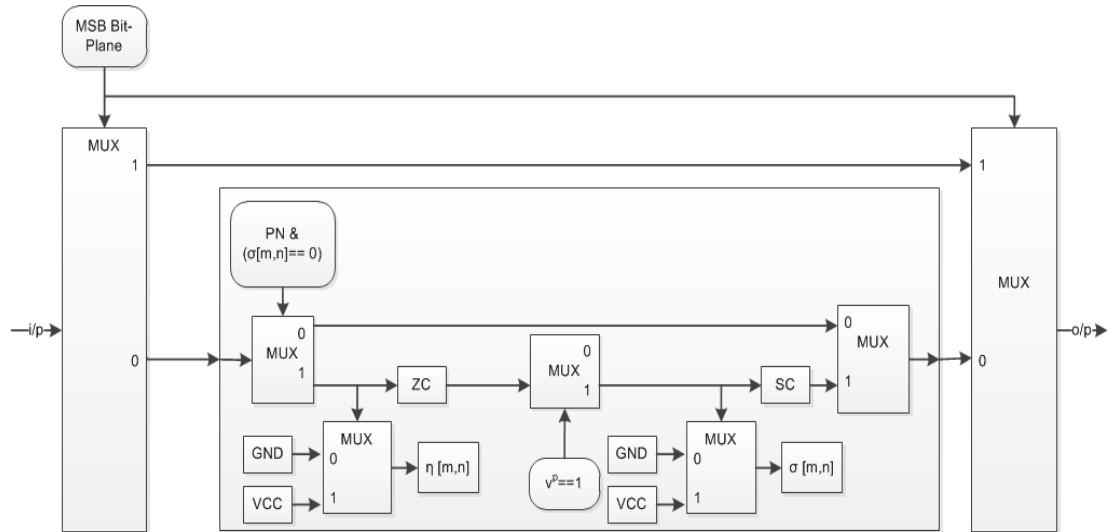 MSB Bit-
Plane
MUX
1
1
PN &
(σ[m,n]== 0)
MUX
i/p
0
0
0
MUX
MUX
1
0
MUX
1
o/p
0
ZC
SC
1
MUX
GND
0
η [m,n]
VCC
1
v^p==1
MUX
GND
0
σ [m,n]
VCC
1